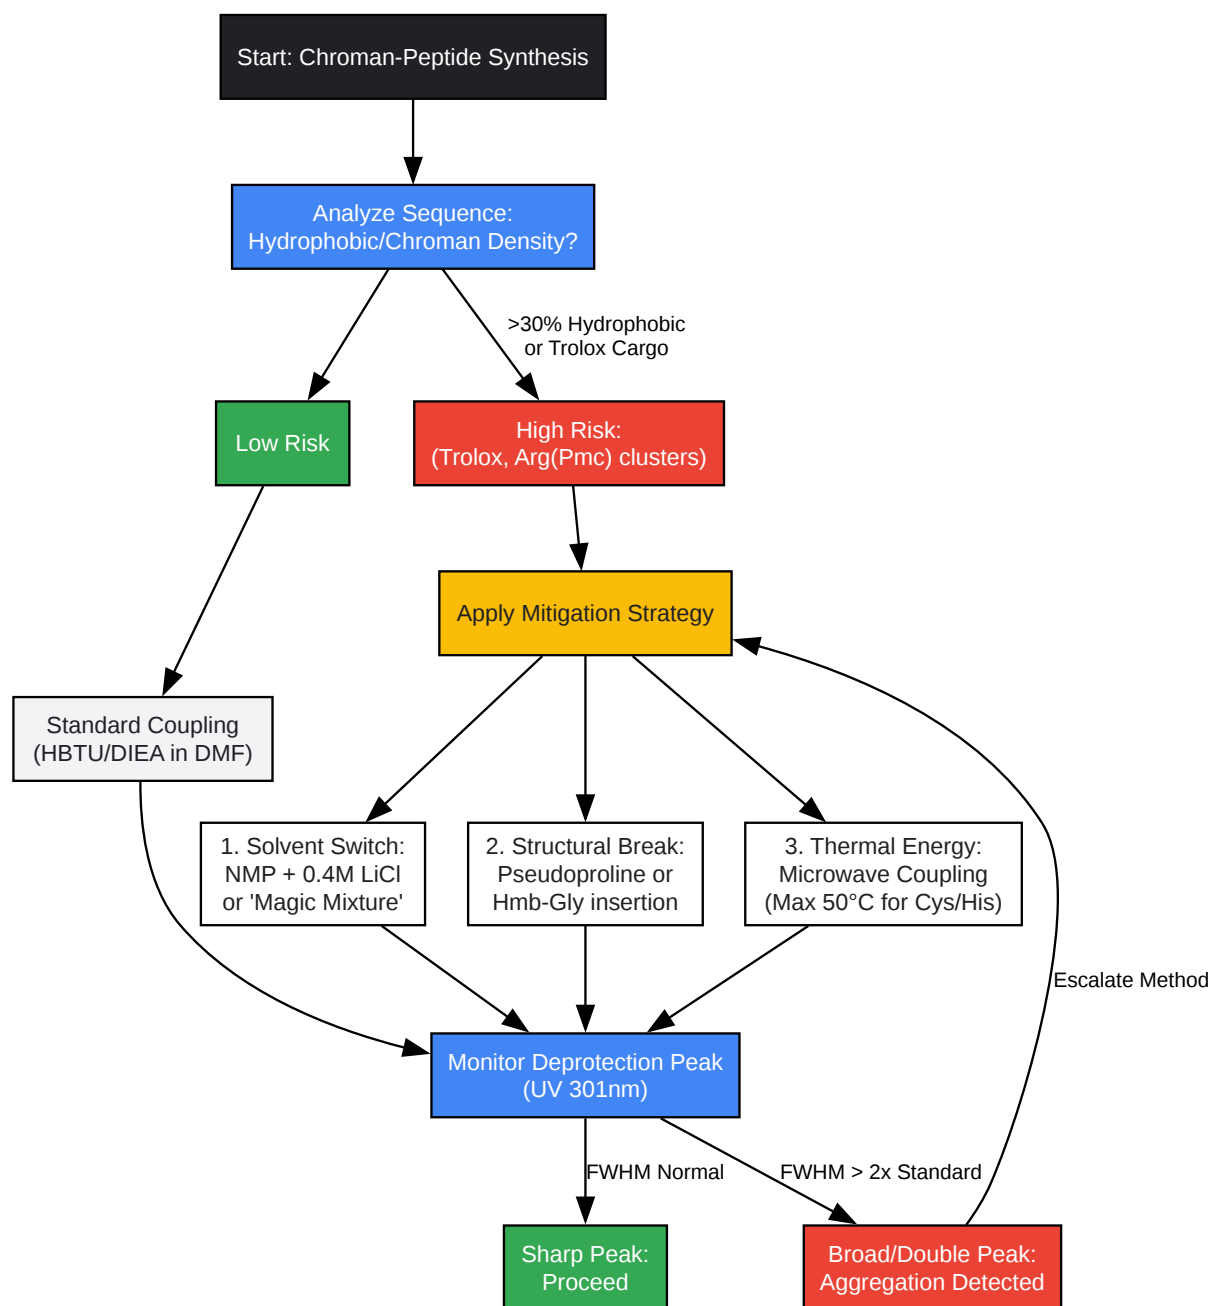 Start: Chroman-Peptide Synthesis
Analyze Sequence:
Hydrophobic/Chroman Density?
>30% Hydrophobic
or Trolox Cargo
Low Risk
High Risk:
(Trolox, Arg(Pmc) clusters)
Apply Mitigation Strategy
Standard Coupling
(HBTU/DIEA in DMF)
1. Solvent Switch:
NMP + 0.4M LiCl
or 'Magic Mixture'
2. Structural Break:
Pseudoproline or
Hmb-Gly insertion
3. Thermal Energy:
Microwave Coupling
(Max 50°C for Cys/His)
Escalate Method
Monitor Deprotection Peak
(UV 301nm)
FWHM Normal
FWHM > 2x Standard
Sharp Peak:
Proceed
Broad/Double Peak:
Aggregation Detected